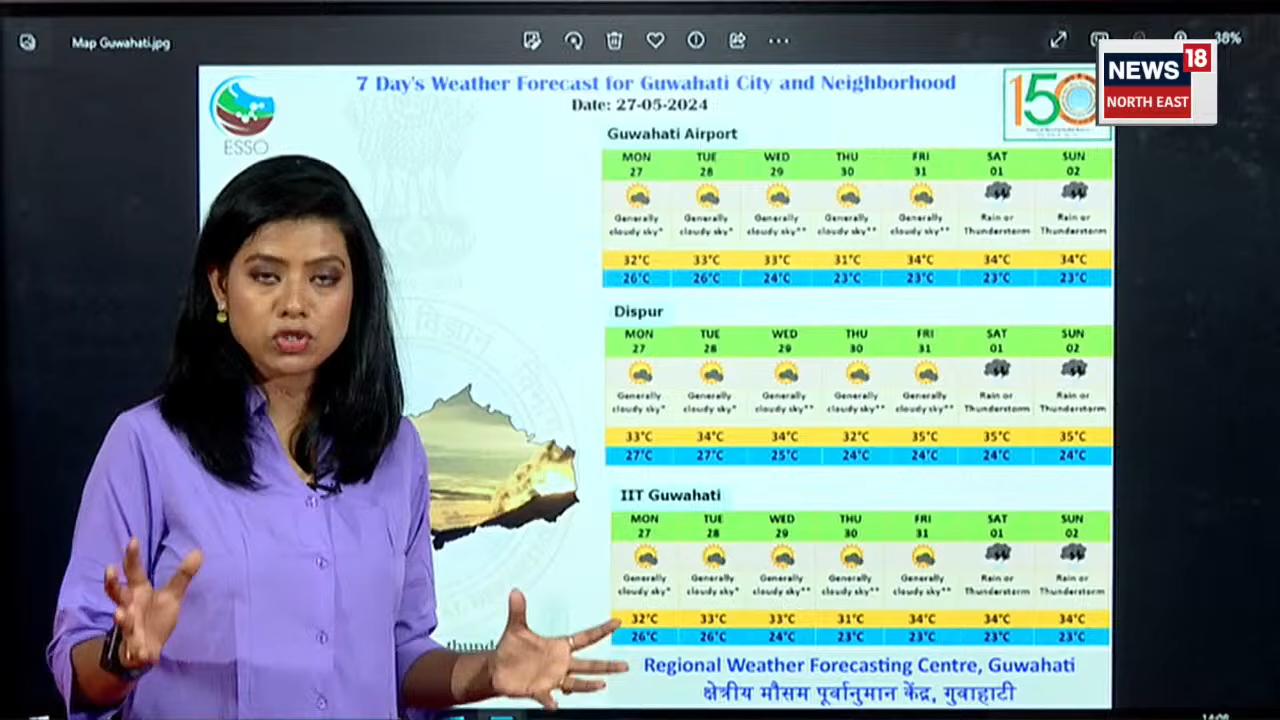 Map Guwahati.jpg
38%
NEWS 18
NORTH EAST
7 Day's Weather Forecast for Guwahati City and Neighborhood
Date: 27-05-2024
ESSO
150
Guwahati Airport
MON TUE WED THU FRI SAT SUN
27 28 29 30 31 01 02
Generally Generally Generally Generally Generally Rain or Rain or
cloudy sky* cloudy sky* cloudy sky** cloudy sky** cloudy sky** Thunderstorm Thunderstorm
32°C 33°C 33°C 31°C 34°C 34°C 34°C
26°C 26°C 24°C 23°C 23°C 23°C 23°C
Dispur
MON TUE WED THU FRI SAT SUN
27 28 29 30 31 01 02
Generally Generally Generally Generally Generally Rain or Rain or
cloudy sky* cloudy sky* cloudy sky** cloudy sky** cloudy sky** Thunderstorm Thunderstorm
33°C 34°C 34°C 32°C 35°C 35°C 35°C
27°C 27°C 25°C 24°C 24°C 24°C 24°C
IIT Guwahati
MON TUE WED THU FRI SAT SUN
27 28 29 30 31 01 02
Generally Generally Generally Generally Generally Rain or Rain or
cloudy sky* cloudy sky* cloudy sky** cloudy sky** cloudy sky** Thunderstorm Thunderstorm
32°C 33°C 33°C 31°C 34°C 34°C 34°C
26°C 26°C 24°C 23°C 23°C 23°C 23°C
thund
Regional Weather Forecasting Centre, Guwahati
क्षेत्रीय मौसम पूर्वानुमान केंद्र, गुवाहाटी